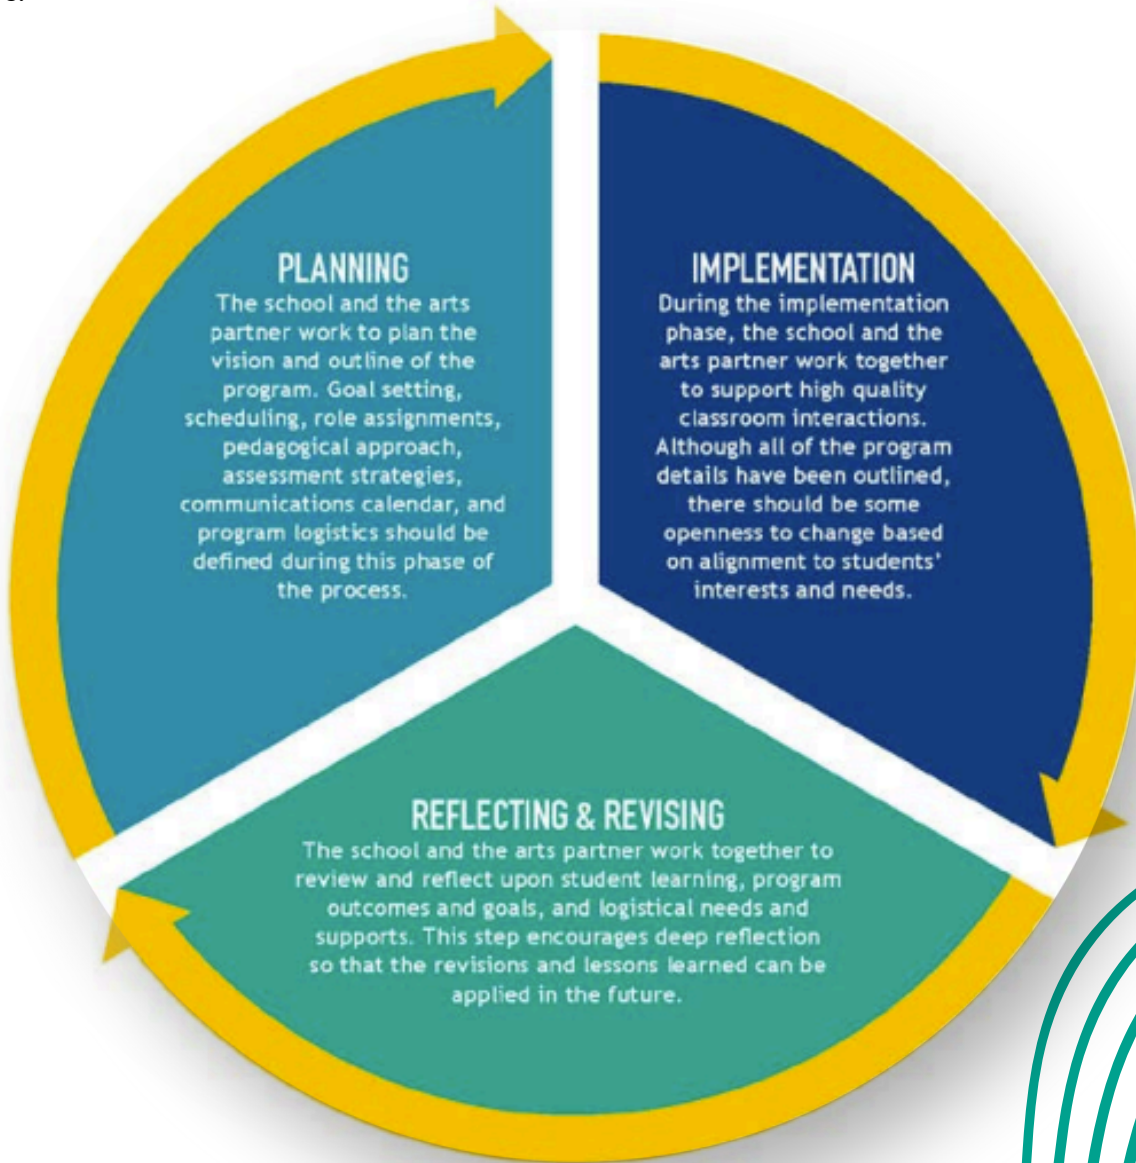 PLANNING
The school and the arts
partner work to plan the
vision and outline of the
program. Goal setting,
scheduling, role assignments,
pedagogical approach,
assessment strategies,
communications calendar, and
program logistics should be
defined during this phase of
the process.
IMPLEMENTATION
During the implementation
phase, the school and the
arts partner work together
to support high quality
classroom interactions.
Although all of the program
details have been outlined,
there should be some
openness to change based
on alignment to students'
interests and needs.
REFLECTING & REVISING
The school and the arts partner work together to
review and reflect upon student learning, program
outcomes and goals, and logistical needs and
supports. This step encourages deep reflection
so that the revisions and lessons learned can be
applied in the future.